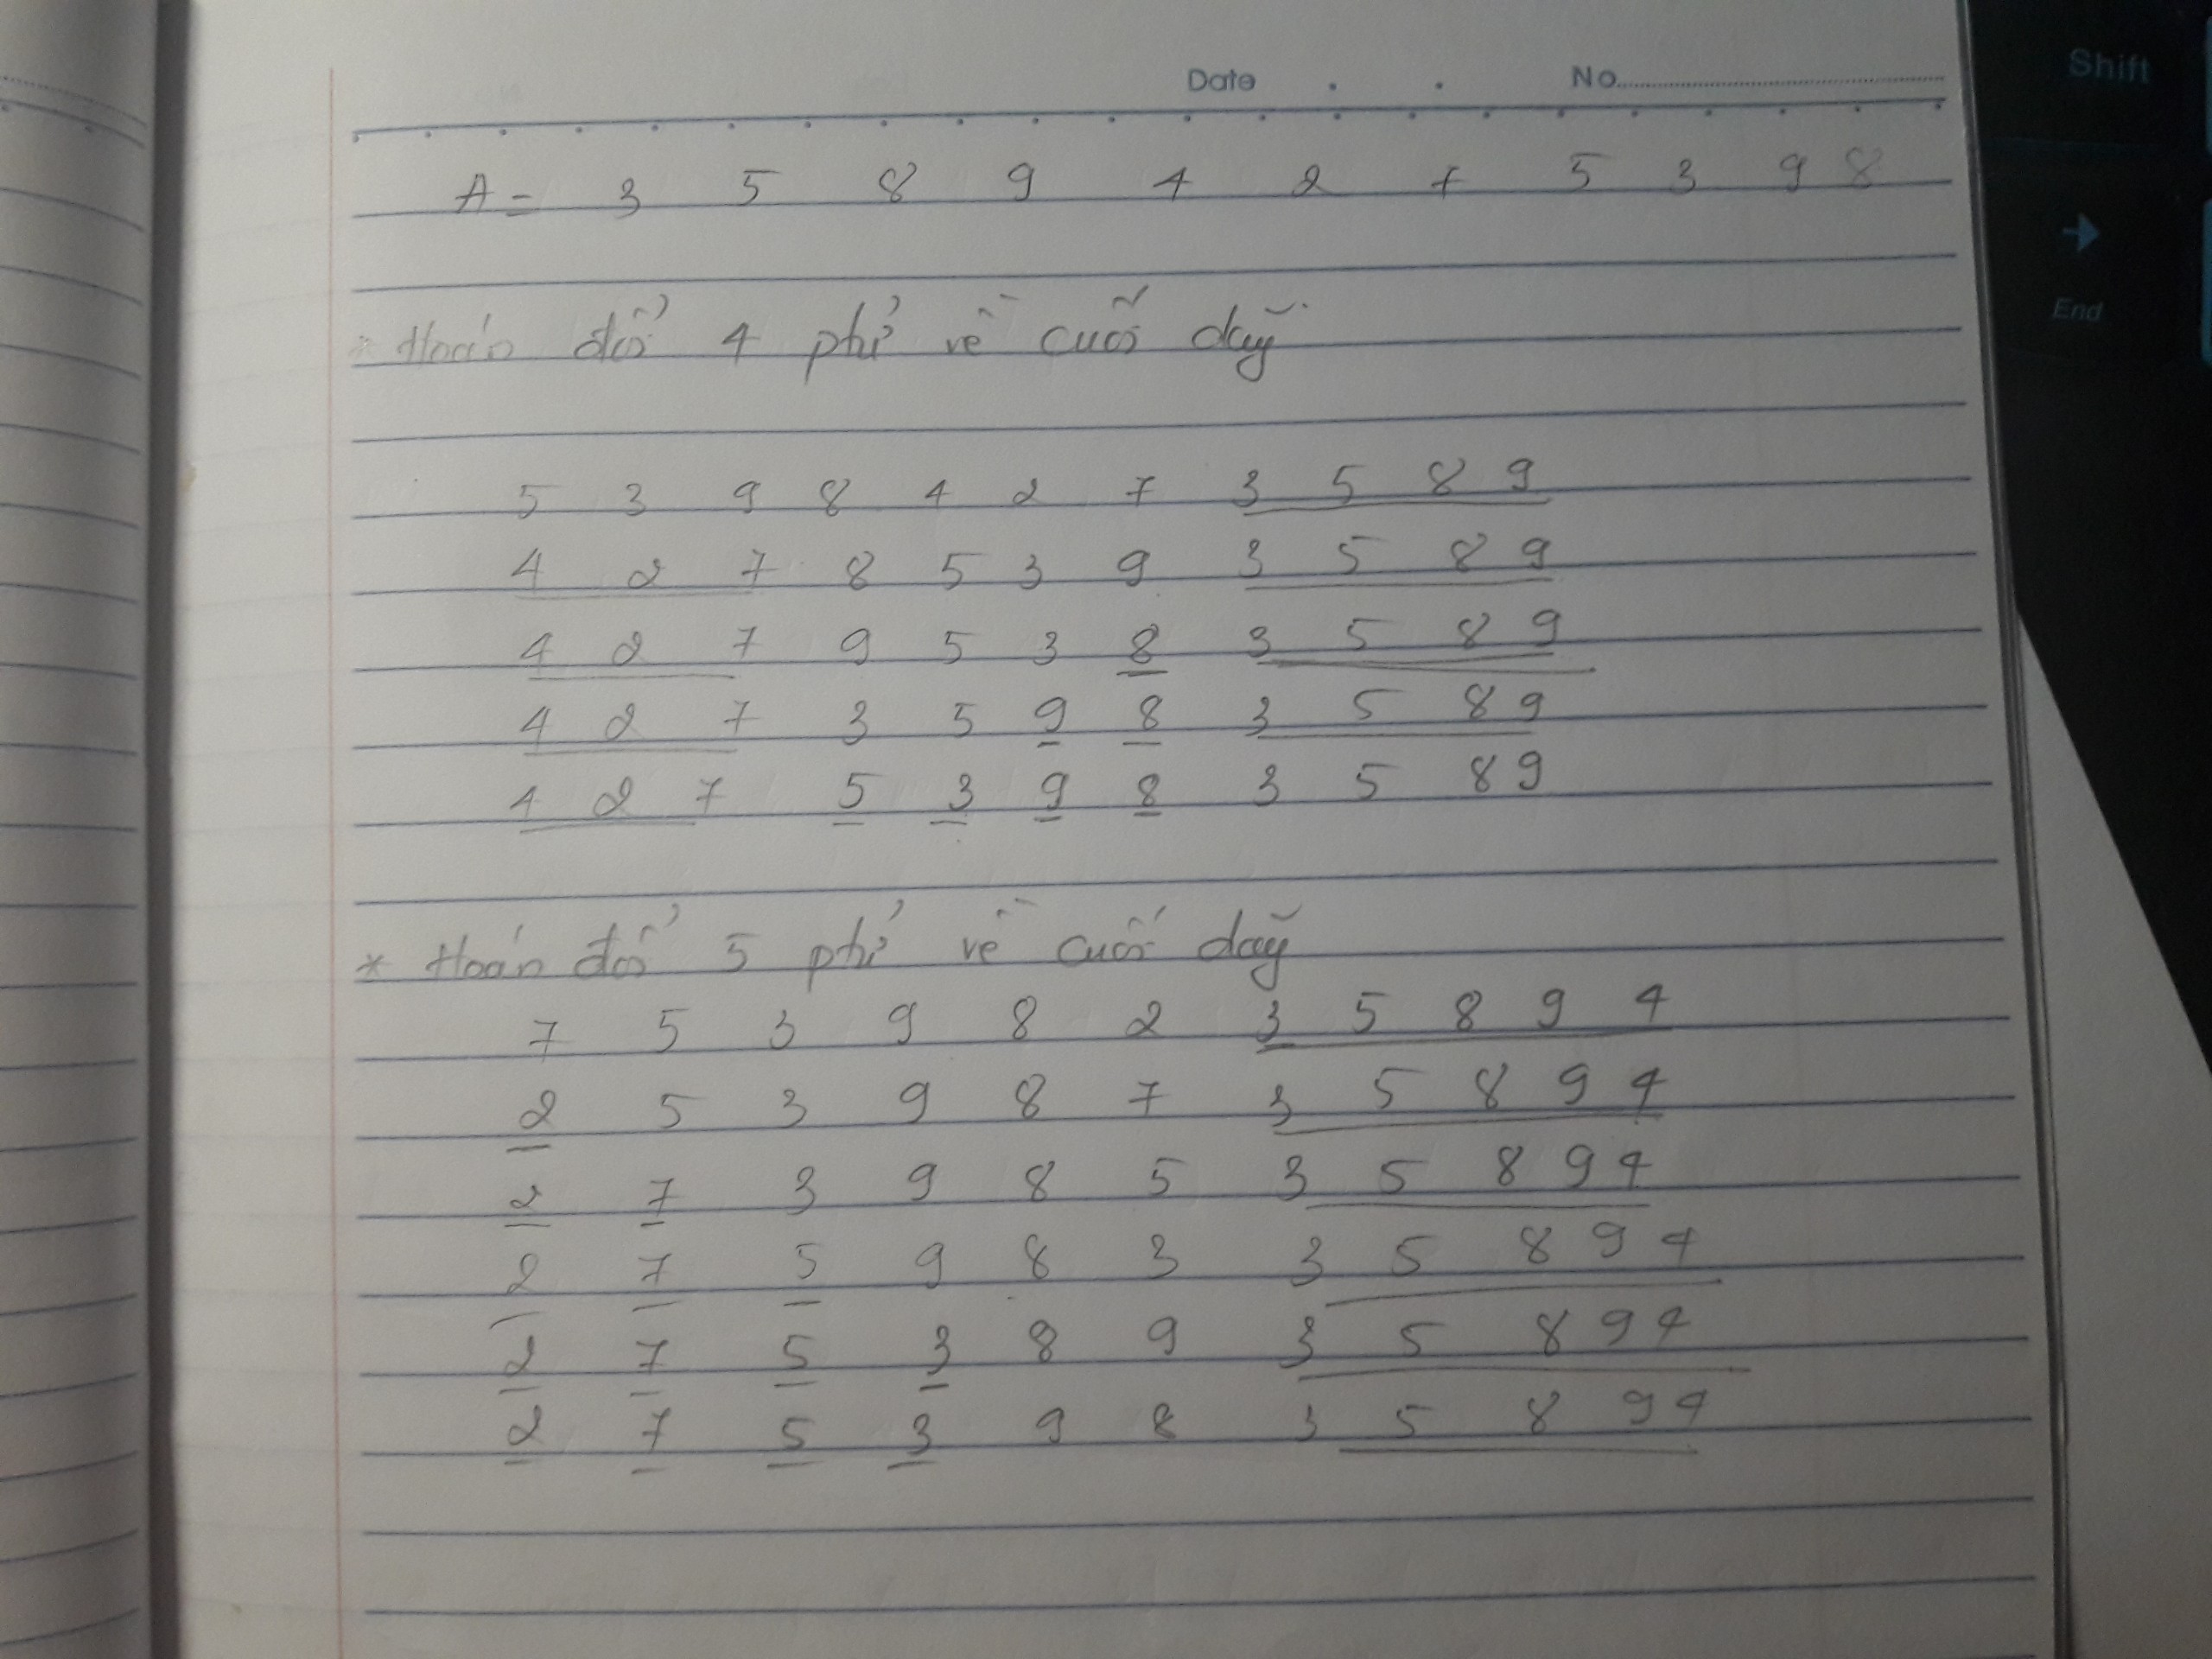 Date . . No
A = 3 5 8 9 4 2 7 5 3 9 8
* Hoán đổi 4 phtử về cuối dãy
5 3 9 8 4 2 7 3 5 8 9
4 2 7 8 5 3 9 3 5 8 9
4 2 7 9 5 3 8 3 5 8 9
4 2 7 3 5 9 8 3 5 8 9
4 2 7 5 3 9 8 3 5 8 9
* Hoán đổi 5 phtử về cuối dãy
7 5 3 9 8 2 3 5 8 9 4
2 5 3 9 8 7 3 5 8 9 4
2 7 3 9 8 5 3 5 8 9 4
2 7 5 9 8 3 3 5 8 9 4
2 7 5 3 8 9 3 5 8 9 4
2 7 5 3 9 8 3 5 8 9 4
Shift
→
End